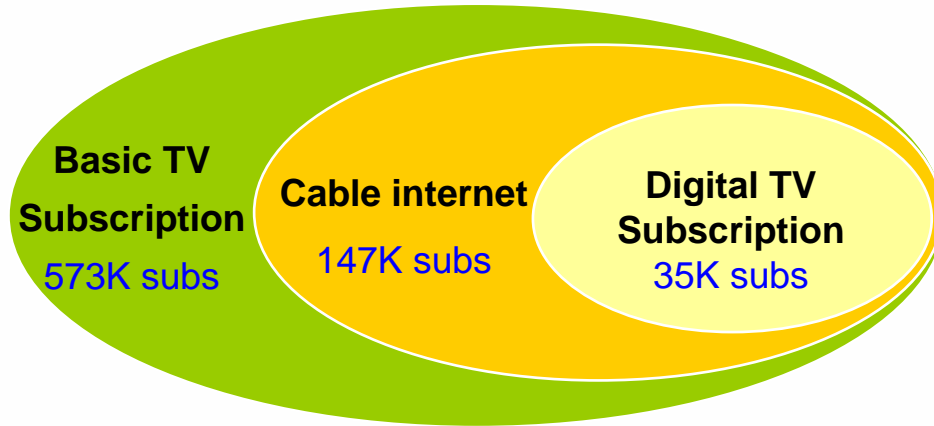 Basic TV
Subscription
573K subs
Cable internet
147K subs
Digital TV
Subscription
35K subs